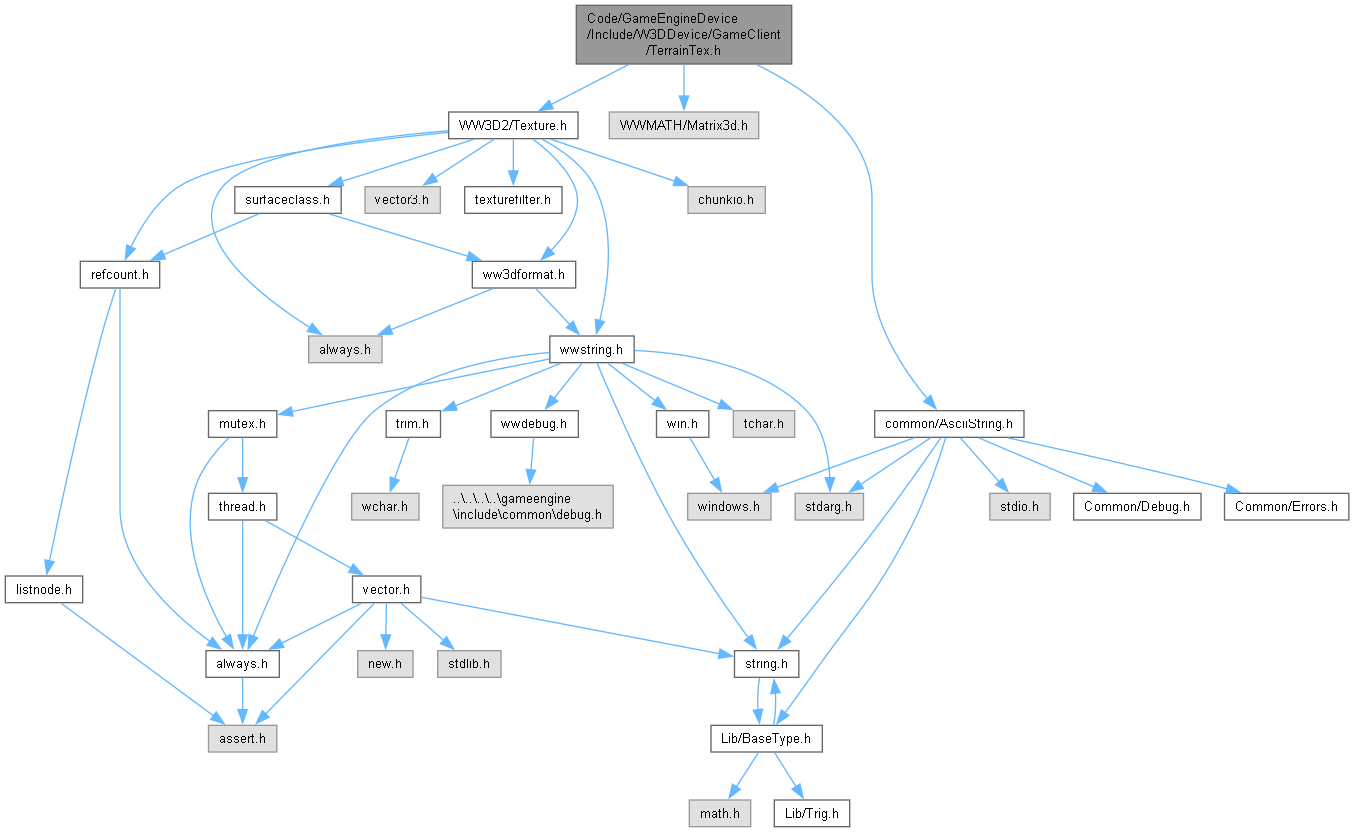 Code/GameEngineDevice
/Include/W3DDevice/GameClient
/TerrainTex.h
WW3D2/Texture.h
WWMATH/Matrix3d.h
surfaceclass.h
vector3.h
texturefilter.h
chunkio.h
refcount.h
ww3dformat.h
always.h
wwstring.h
mutex.h
trim.h
wwdebug.h
win.h
tchar.h
common/AsciiString.h
thread.h
wchar.h
..\..\..\..\gameengine
\include\common\debug.h
windows.h
stdarg.h
stdio.h
Common/Debug.h
Common/Errors.h
listnode.h
vector.h
always.h
new.h
stdlib.h
string.h
assert.h
Lib/BaseType.h
math.h
Lib/Trig.h